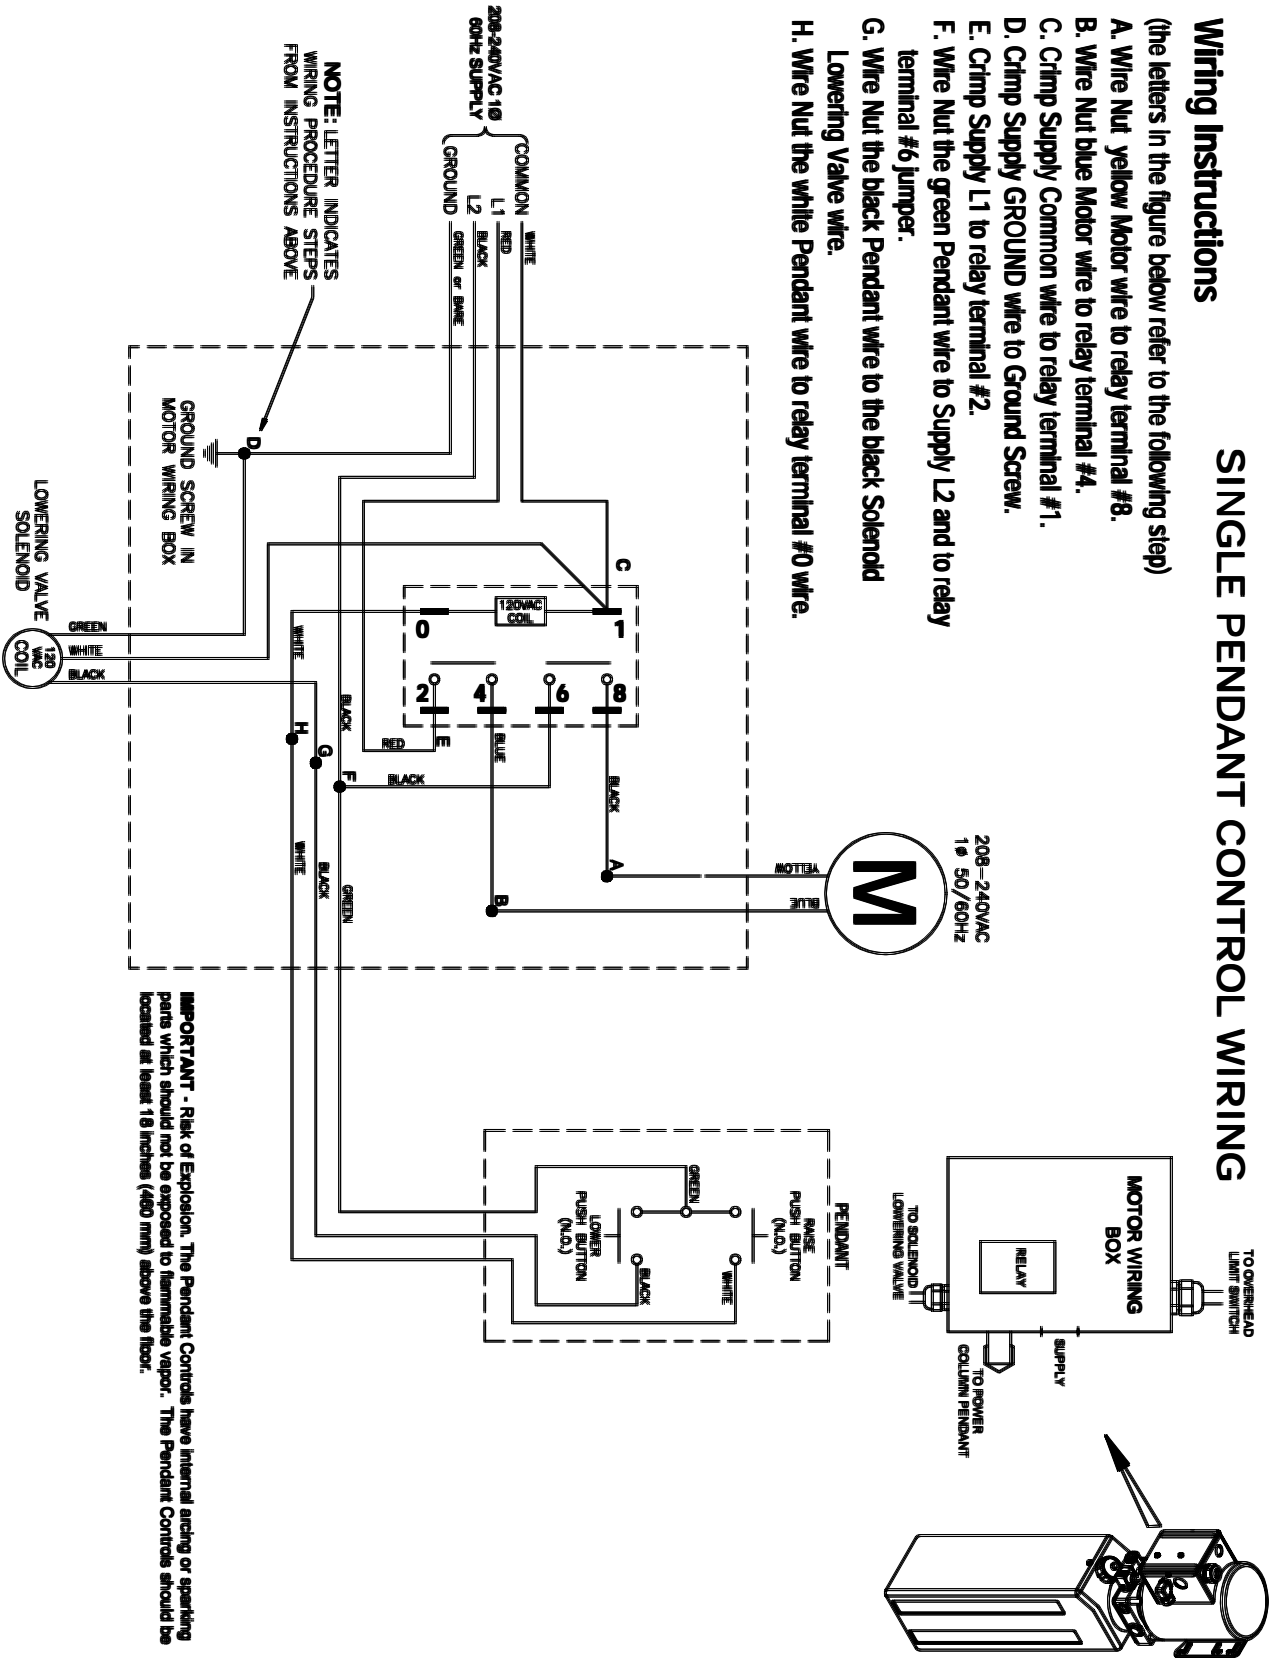 SINGLE PENDANT CONTROL WIRING
Wiring Instructions
(the letters in the figure below refer to the following step)
A. Wire Nut yellow Motor wire to relay terminal #8.
B. Wire Nut blue Motor wire to relay terminal #4.
C. Crimp Supply Common wire to relay terminal #1.
D. Crimp Supply GROUND wire to Ground Screw.
E. Crimp Supply L1 to relay terminal #2.
F. Wire Nut the green Pendant wire to Supply L2 and to relay
terminal #6 jumper.
G. Wire Nut the black Pendant wire to the black Solenoid
Lowering Valve wire.
H. Wire Nut the white Pendant wire to relay terminal #0 wire.
TO OVERHEAD
LIMIT SWITCH
MOTOR WIRING
BOX
RELAY
SUPPLY
TO POWER
COLUMN PENDANT
TO SOLENOID
LOWERING VALVE
208-240VAC
1Ø 50/60Hz
M
YELLOW
BLUE
208-240VAC 1Ø
60Hz SUPPLY
COMMON
L1
L2
GROUND
WHITE
RED
BLACK
GREEN or BARE
NOTE: LETTER INDICATES
WIRING PROCEDURE STEPS
FROM INSTRUCTIONS ABOVE
C
1
120VAC
COIL
0
8
6
4
2
BLACK
A
BLUE
B
E
RED
BLACK
BLACK
F
G
H
WHITE
GREEN
BLACK
WHITE
D
GROUND SCREW IN
MOTOR WIRING BOX
LOWERING VALVE
SOLENOID
120
VAC
COIL
GREEN
WHITE
BLACK
PENDANT
RAISE
PUSH BUTTON
(N.O.)
GREEN
WHITE
LOWER
PUSH BUTTON
(N.O.)
BLACK
IMPORTANT - Risk of Explosion. The Pendant Controls have internal arcing or sparking
parts which should not be exposed to flammable vapor. The Pendant Controls should be
located at least 18 inches (460 mm) above the floor.